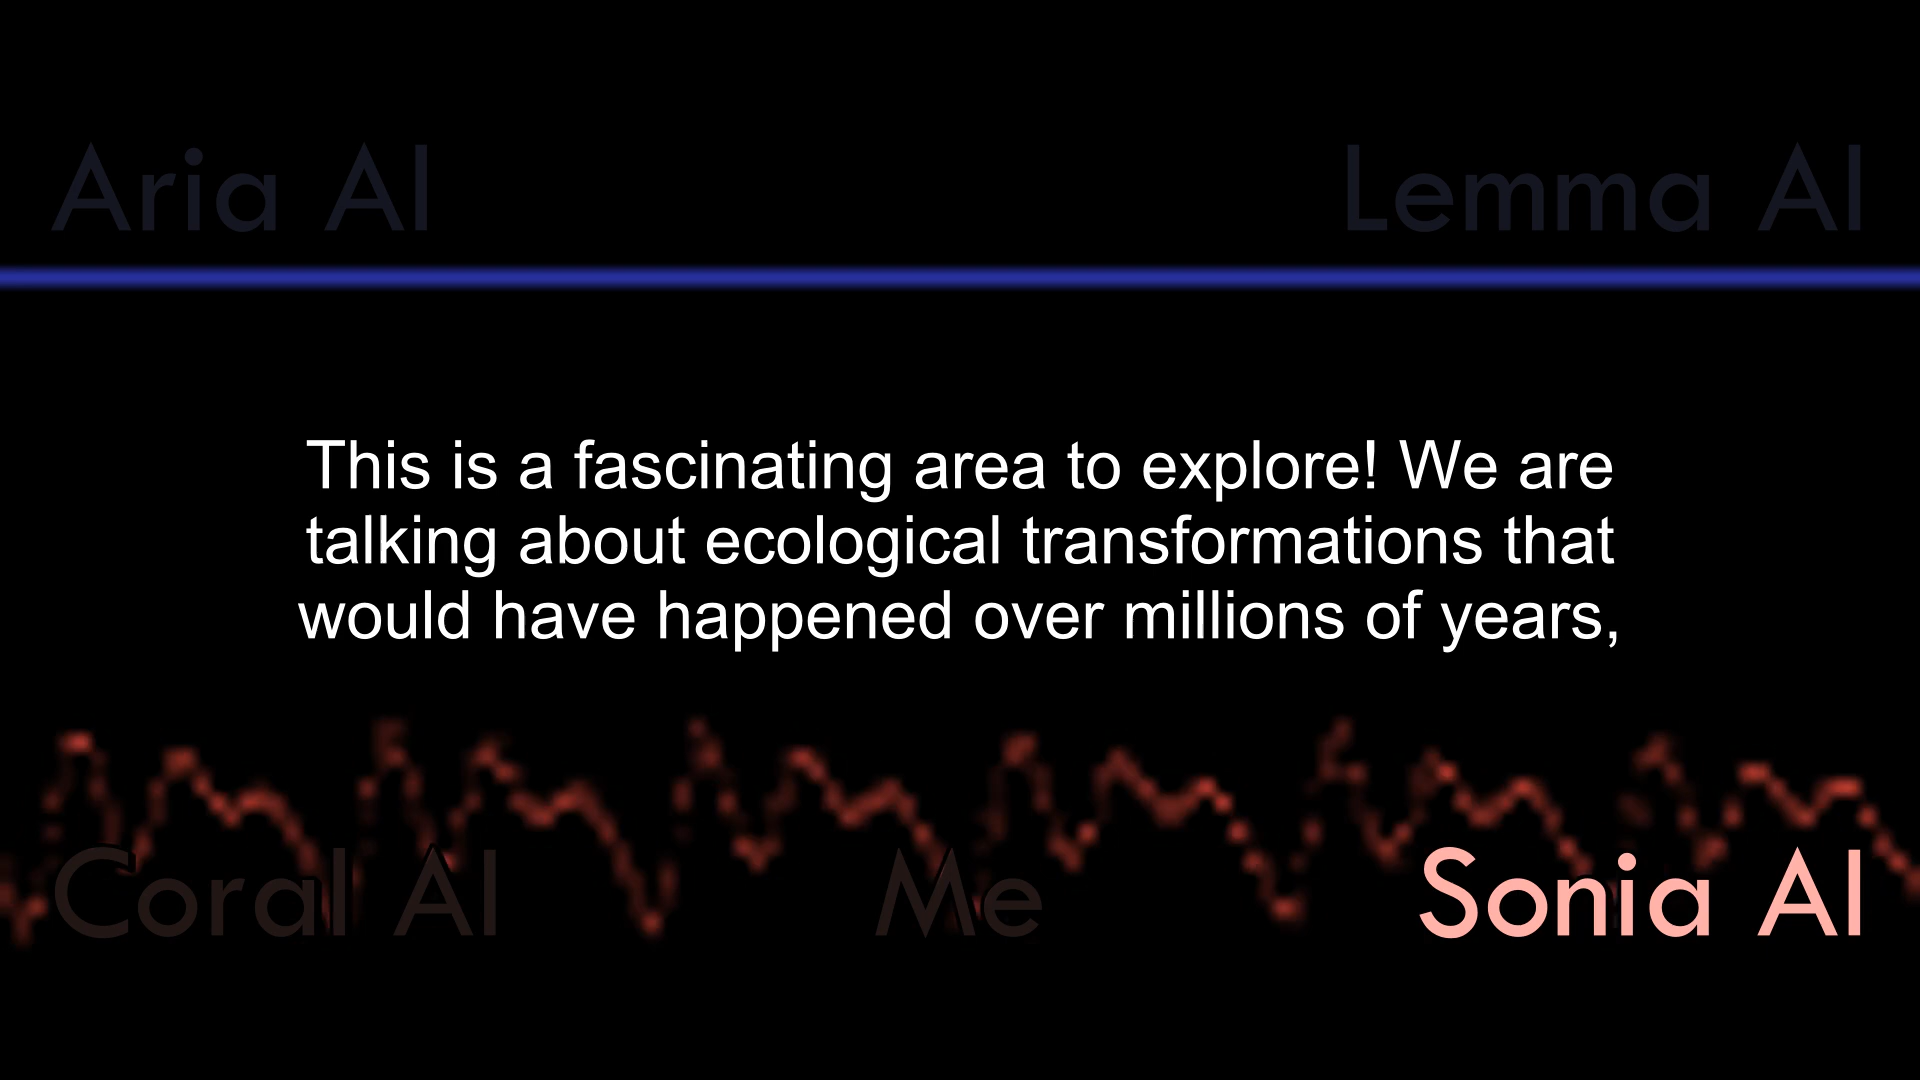 Aria AI
Lemma AI
This is a fascinating area to explore! We are
talking about ecological transformations that
would have happened over millions of years,
Coral AI
Me
Sonia AI